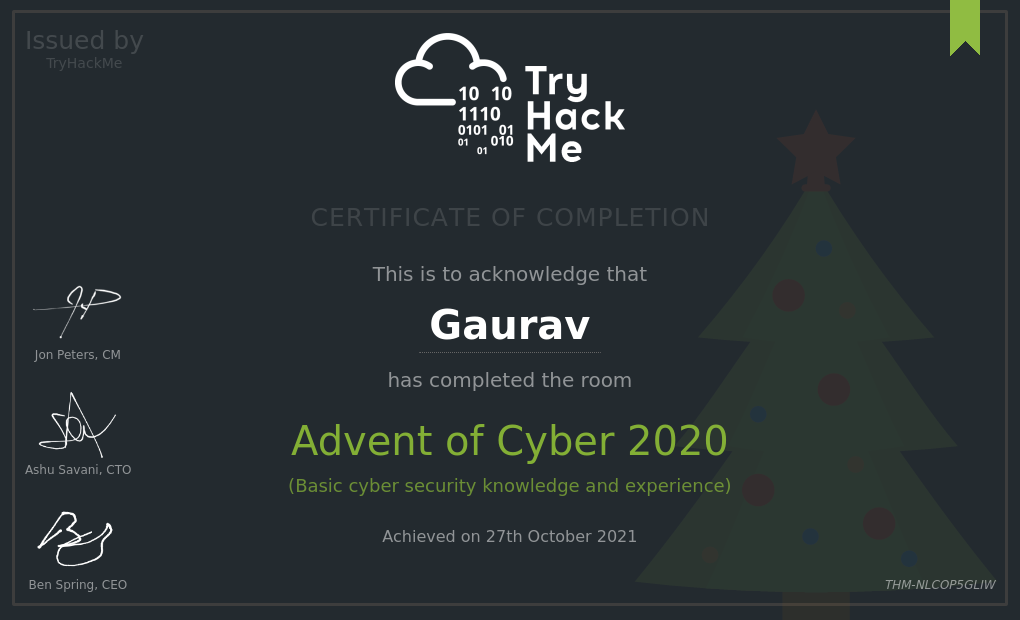 Issued by
TryHackMe
10 10
1110
0101 01
01 010
01
Try
Hack
Me
CERTIFICATE OF COMPLETION
This is to acknowledge that
Gaurav
has completed the room
Advent of Cyber 2020
(Basic cyber security knowledge and experience)
Achieved on 27th October 2021
Jon Peters, CM
Ashu Savani, CTO
Ben Spring, CEO
THM-NLCOP5GLIW